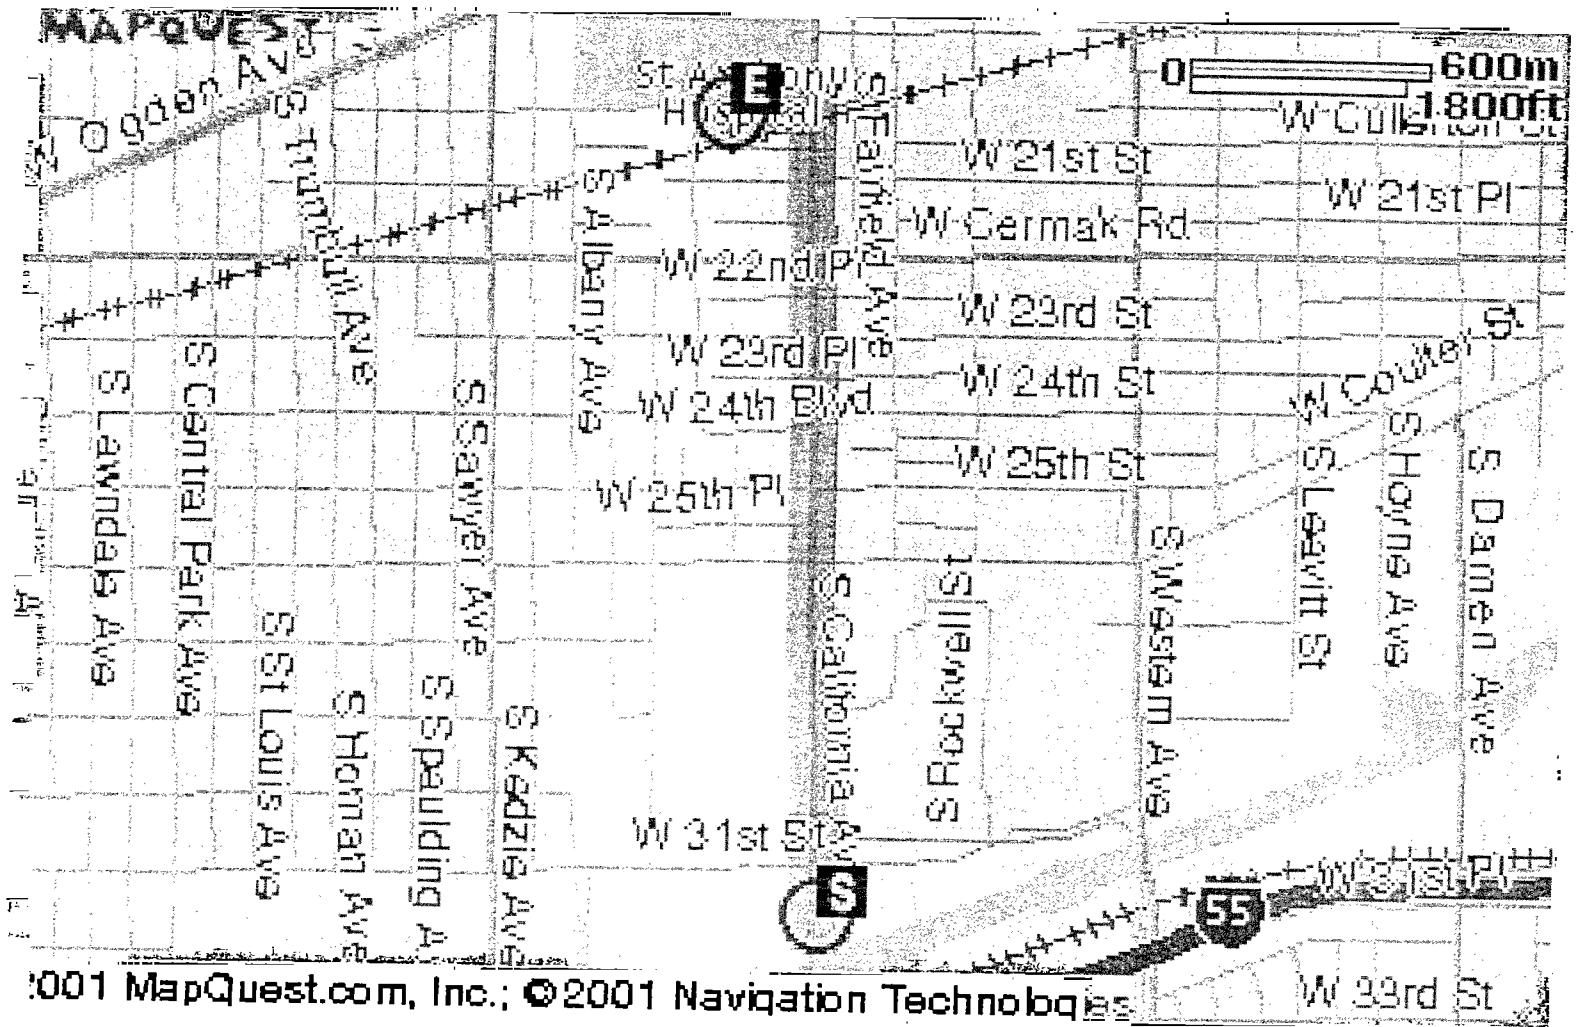 MAPQUEST
W Ogden Ave
S Trumbull Ave
St Anthony
Hospital
E
S Fairfield Ave
0 600m
1800ft
W Cullerton St
W 21st St
W 21st Pl
W Cermak Rd
S Albany Ave
W 22nd Pl
W 23rd St
W 23rd Pl
W 24th St
W 24th Blvd
W Coulter St
W 25th St
W 25th Pl
S Lawndale Ave
S Central Park Ave
S Sawyer Ave
S Leavitt St
S Hoyne Ave
S Damen Ave
S St Louis Ave
S Homan Ave
S Spaulding A
S Kedzie Ave
S California Av
S Rockwell St
S Western Ave
W 31st St
S
55
W 31st Pl
W 33rd St
2001 MapQuest.com, Inc.; ©2001 Navigation Technologies